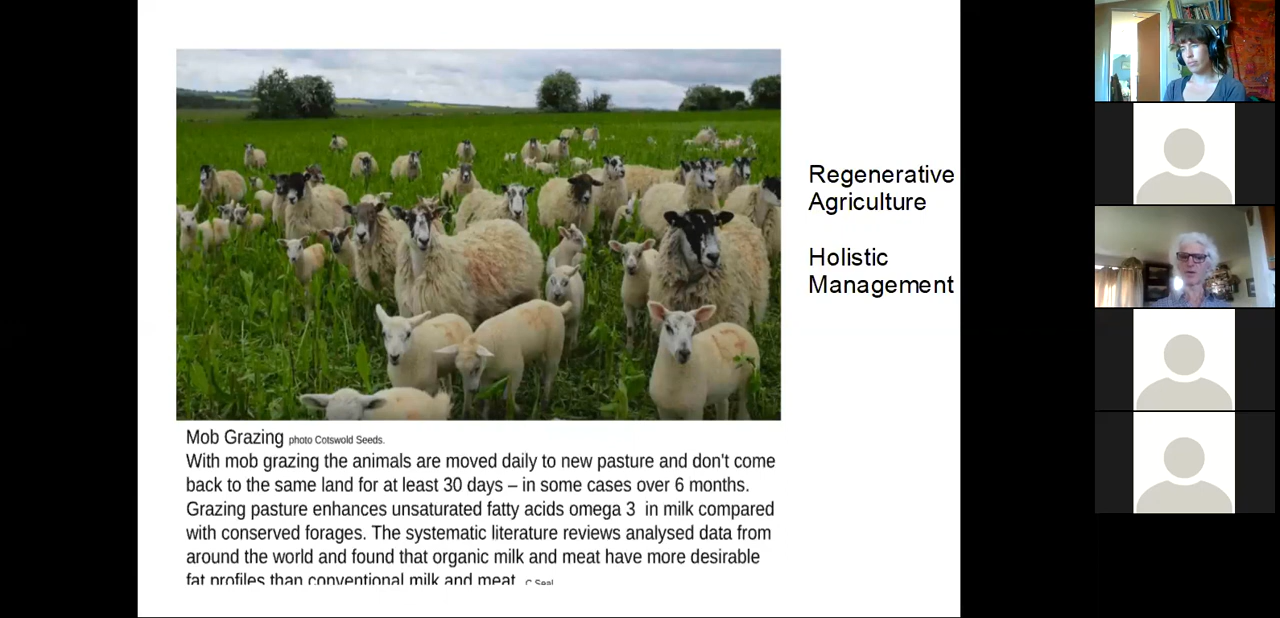 Regenerative
Agriculture
Holistic
Management
Mob Grazing photo Cotswold Seeds.
With mob grazing the animals are moved daily to new pasture and don't come
back to the same land for at least 30 days – in some cases over 6 months.
Grazing pasture enhances unsaturated fatty acids omega 3 in milk compared
with conserved forages. The systematic literature reviews analysed data from
around the world and found that organic milk and meat have more desirable
fat profiles than conventional milk and meat C Seal